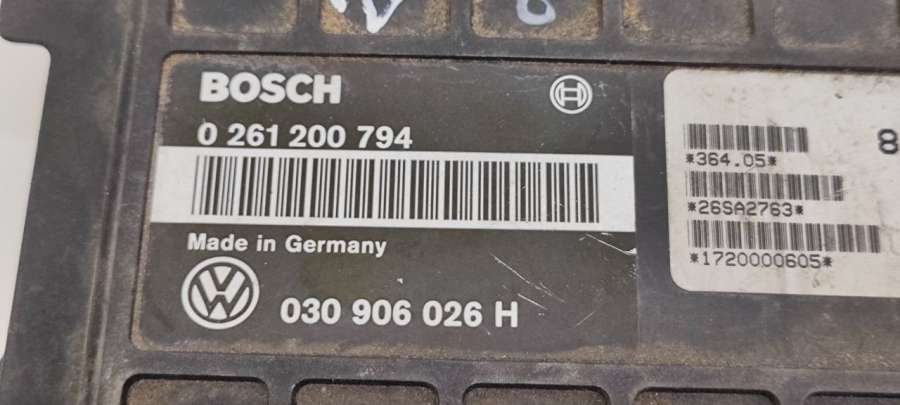 BOSCH
0 261 200 794
Made in Germany
030 906 026 H
8
*364.05*
*26SA2763*
*1720000605*